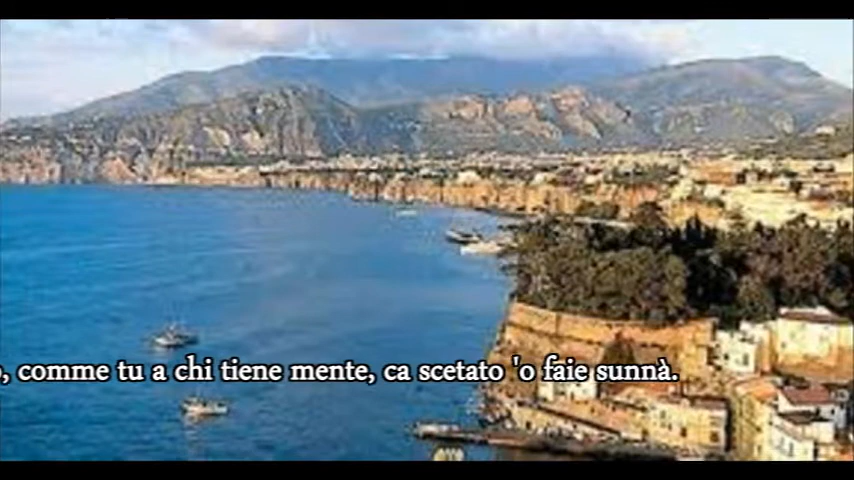 , comme tu a chi tiene mente, ca scetato 'o faie sunnà.